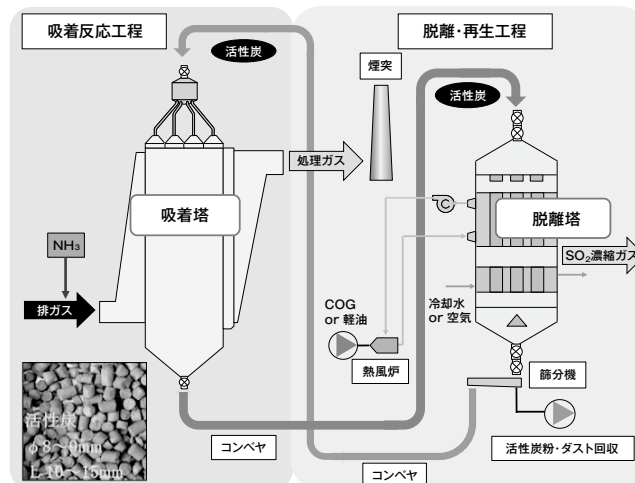 吸着反応工程
脱離・再生工程
活性炭
煙突
活性炭
処理ガス
吸着塔
脱離塔
NH₃
SO₂濃縮ガス
排ガス
冷却水
or 空気
COG
or 軽油
熱風炉
篩分機
活性炭
φ8～9mm
L 10～15mm
コンベヤ
活性炭粉・ダスト回収
コンベヤ